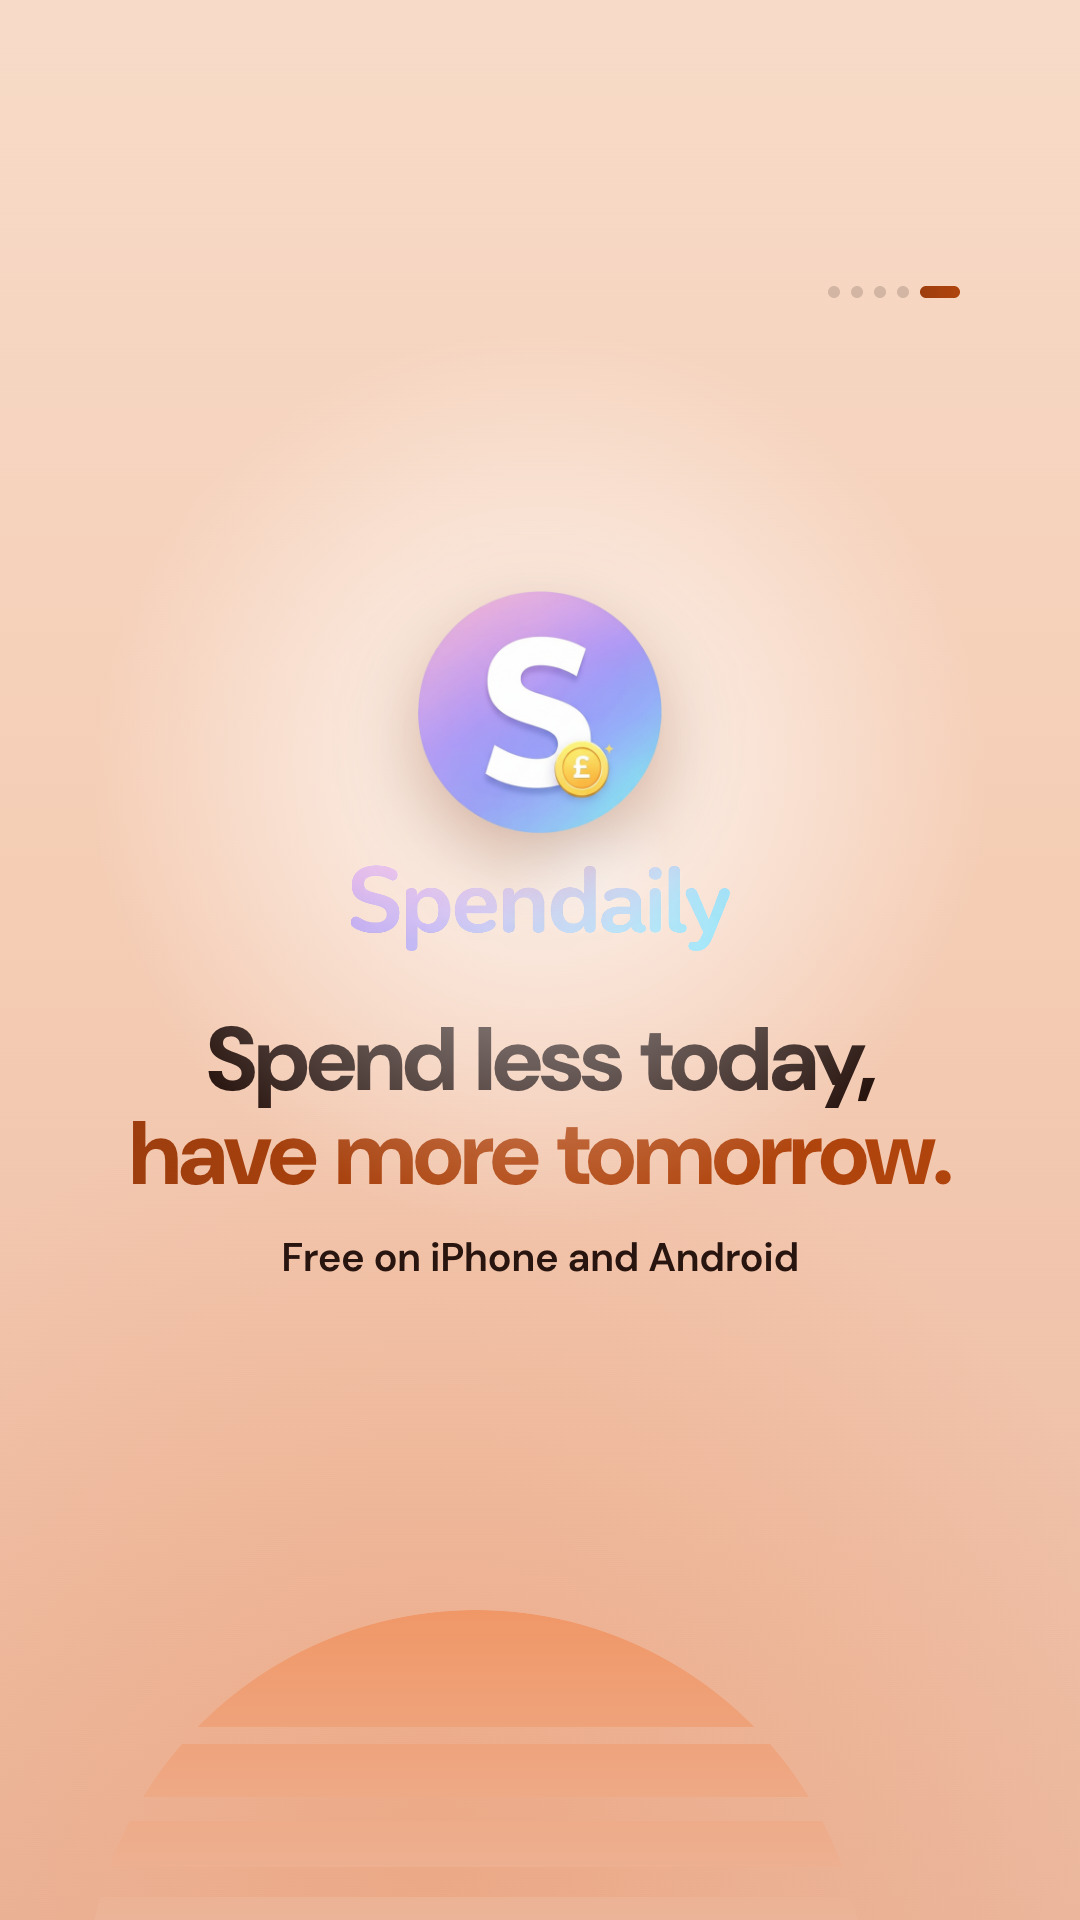 S
£
Spendaily
Spend less today,
have more tomorrow.
Free on iPhone and Android